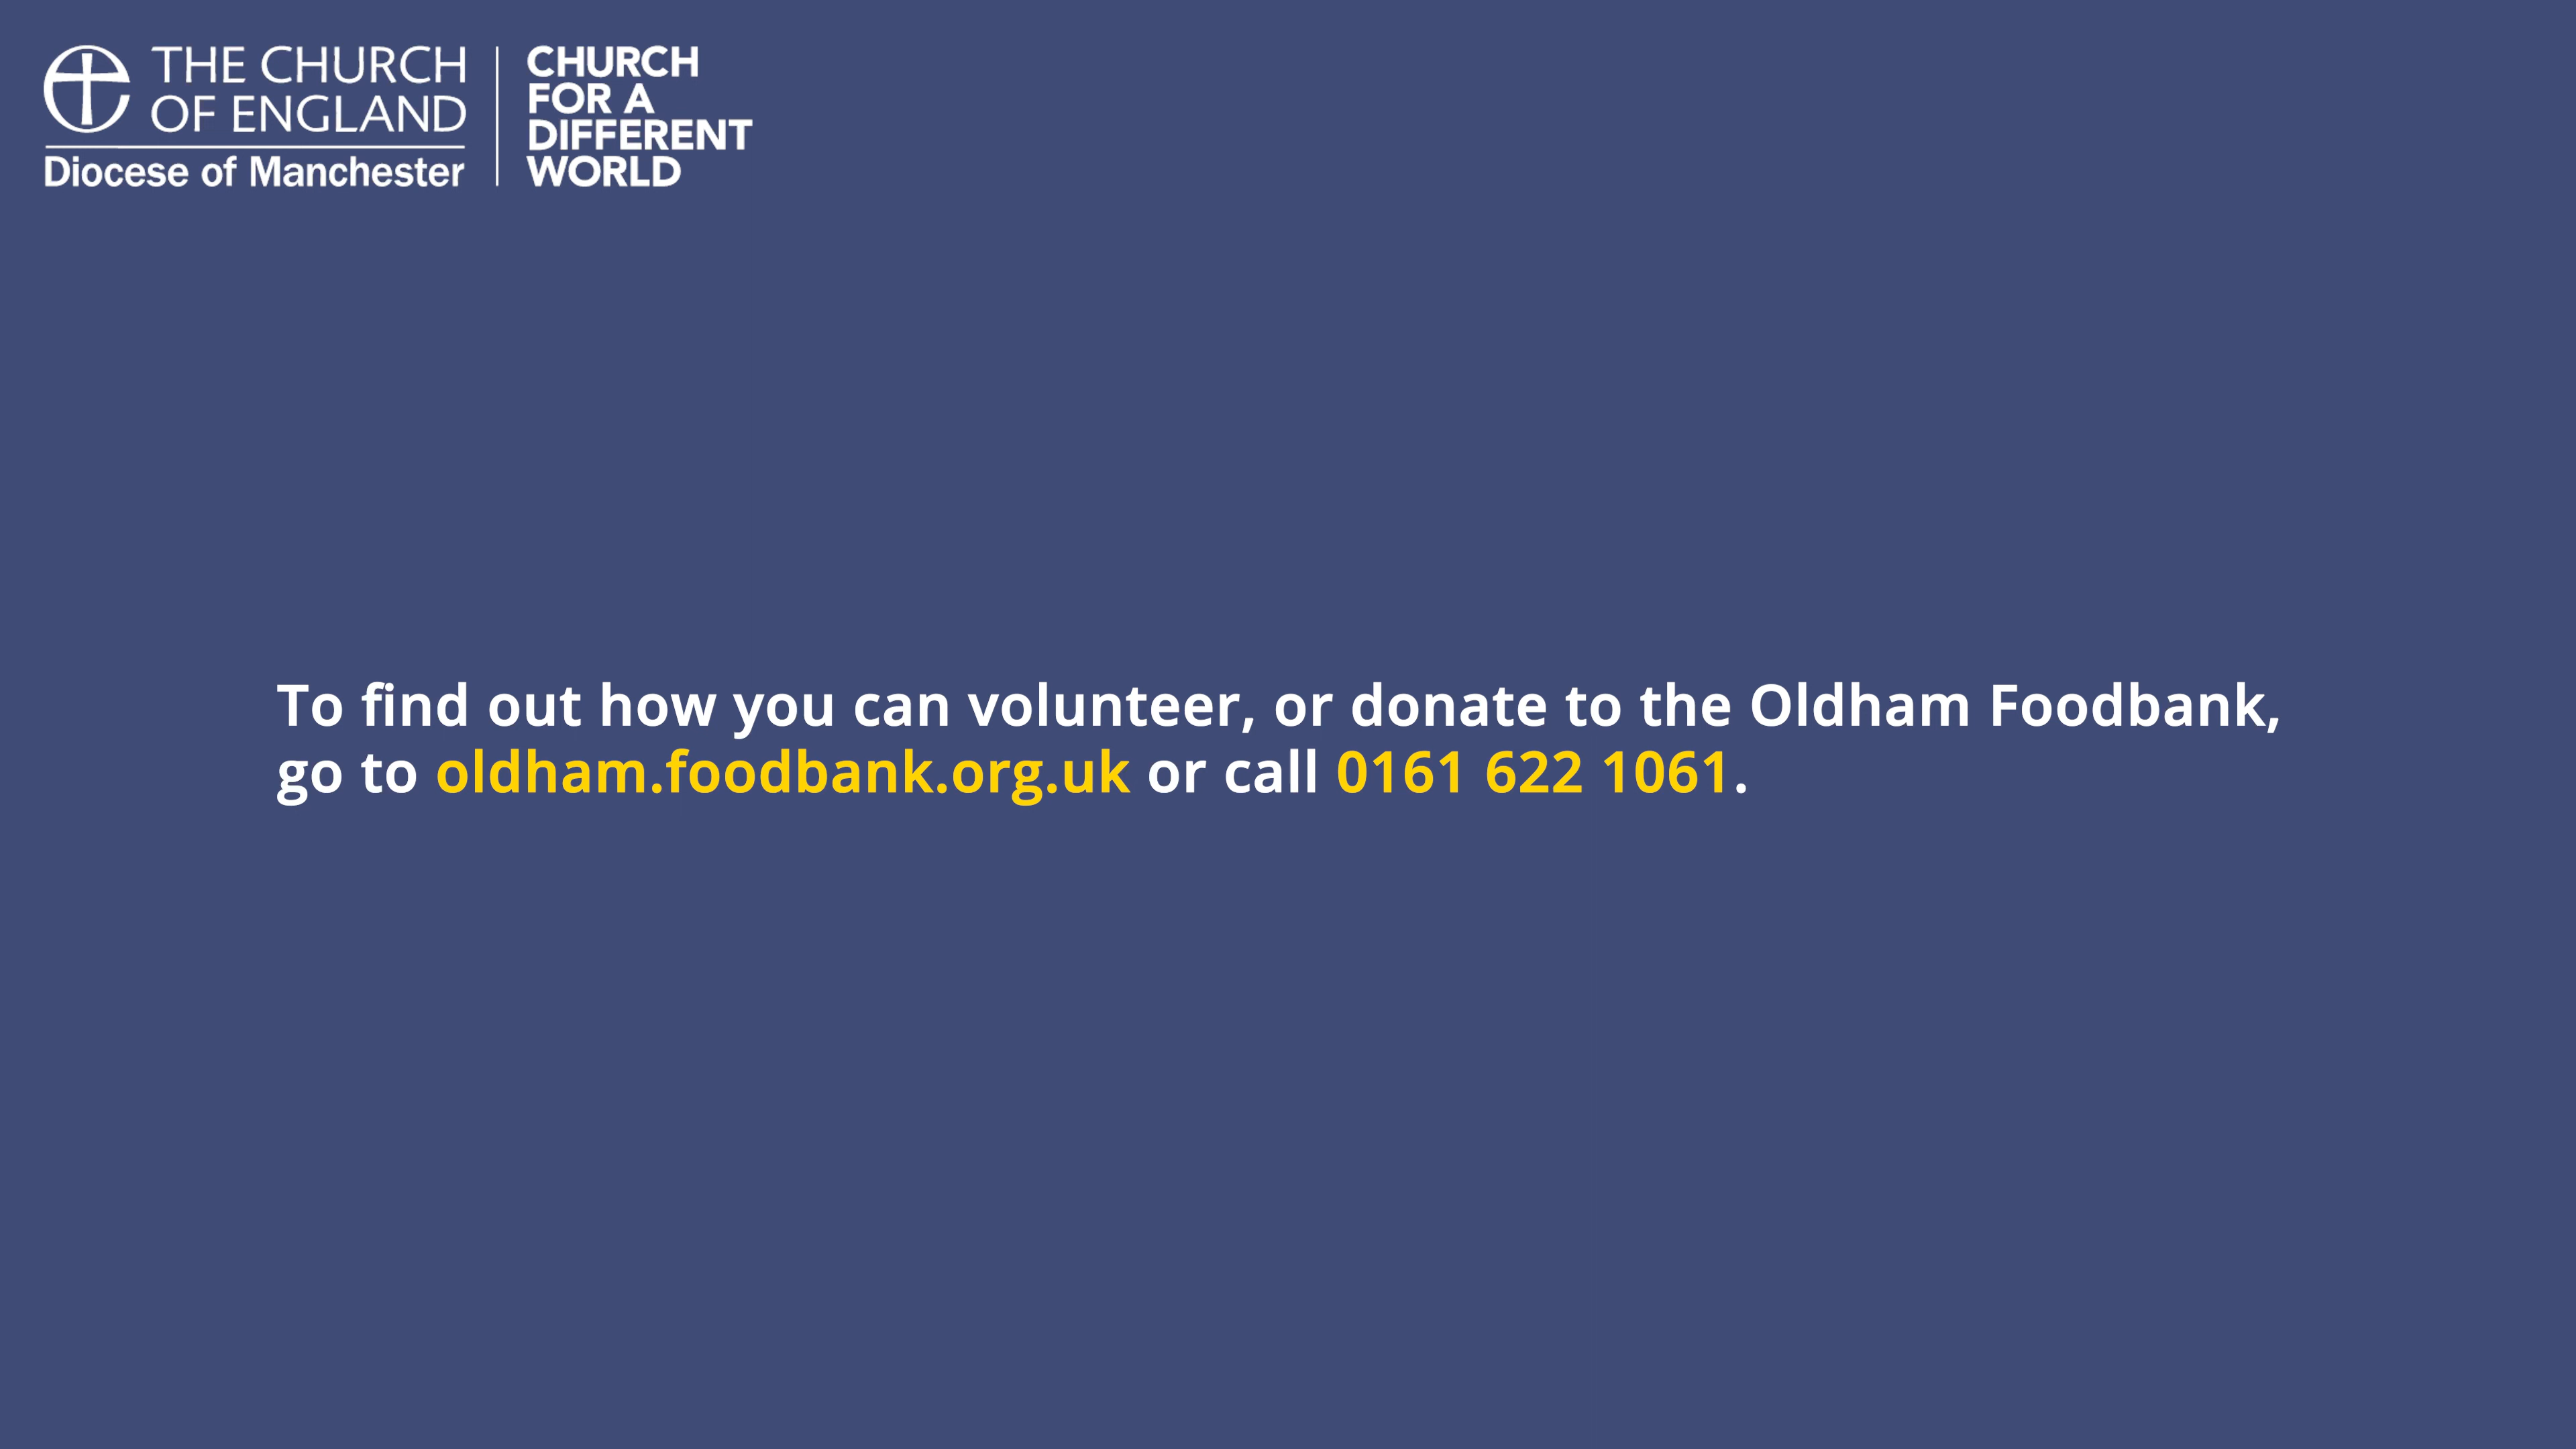 THE CHURCH
OF ENGLAND
Diocese of Manchester
CHURCH
FOR A
DIFFERENT
WORLD
To find out how you can volunteer, or donate to the Oldham Foodbank,
go to oldham.foodbank.org.uk or call 0161 622 1061.